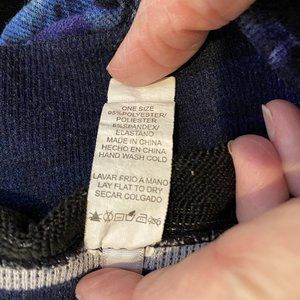 ONE SIZE
95%POLYESTER/
POLIESTER
5%SPANDEX/
ELASTANO
MADE IN CHINA
HECHO EN CHINA
HAND WASH COLD
LAVAR FRIO A MANO
LAY FLAT TO DRY
SECAR COLGADO